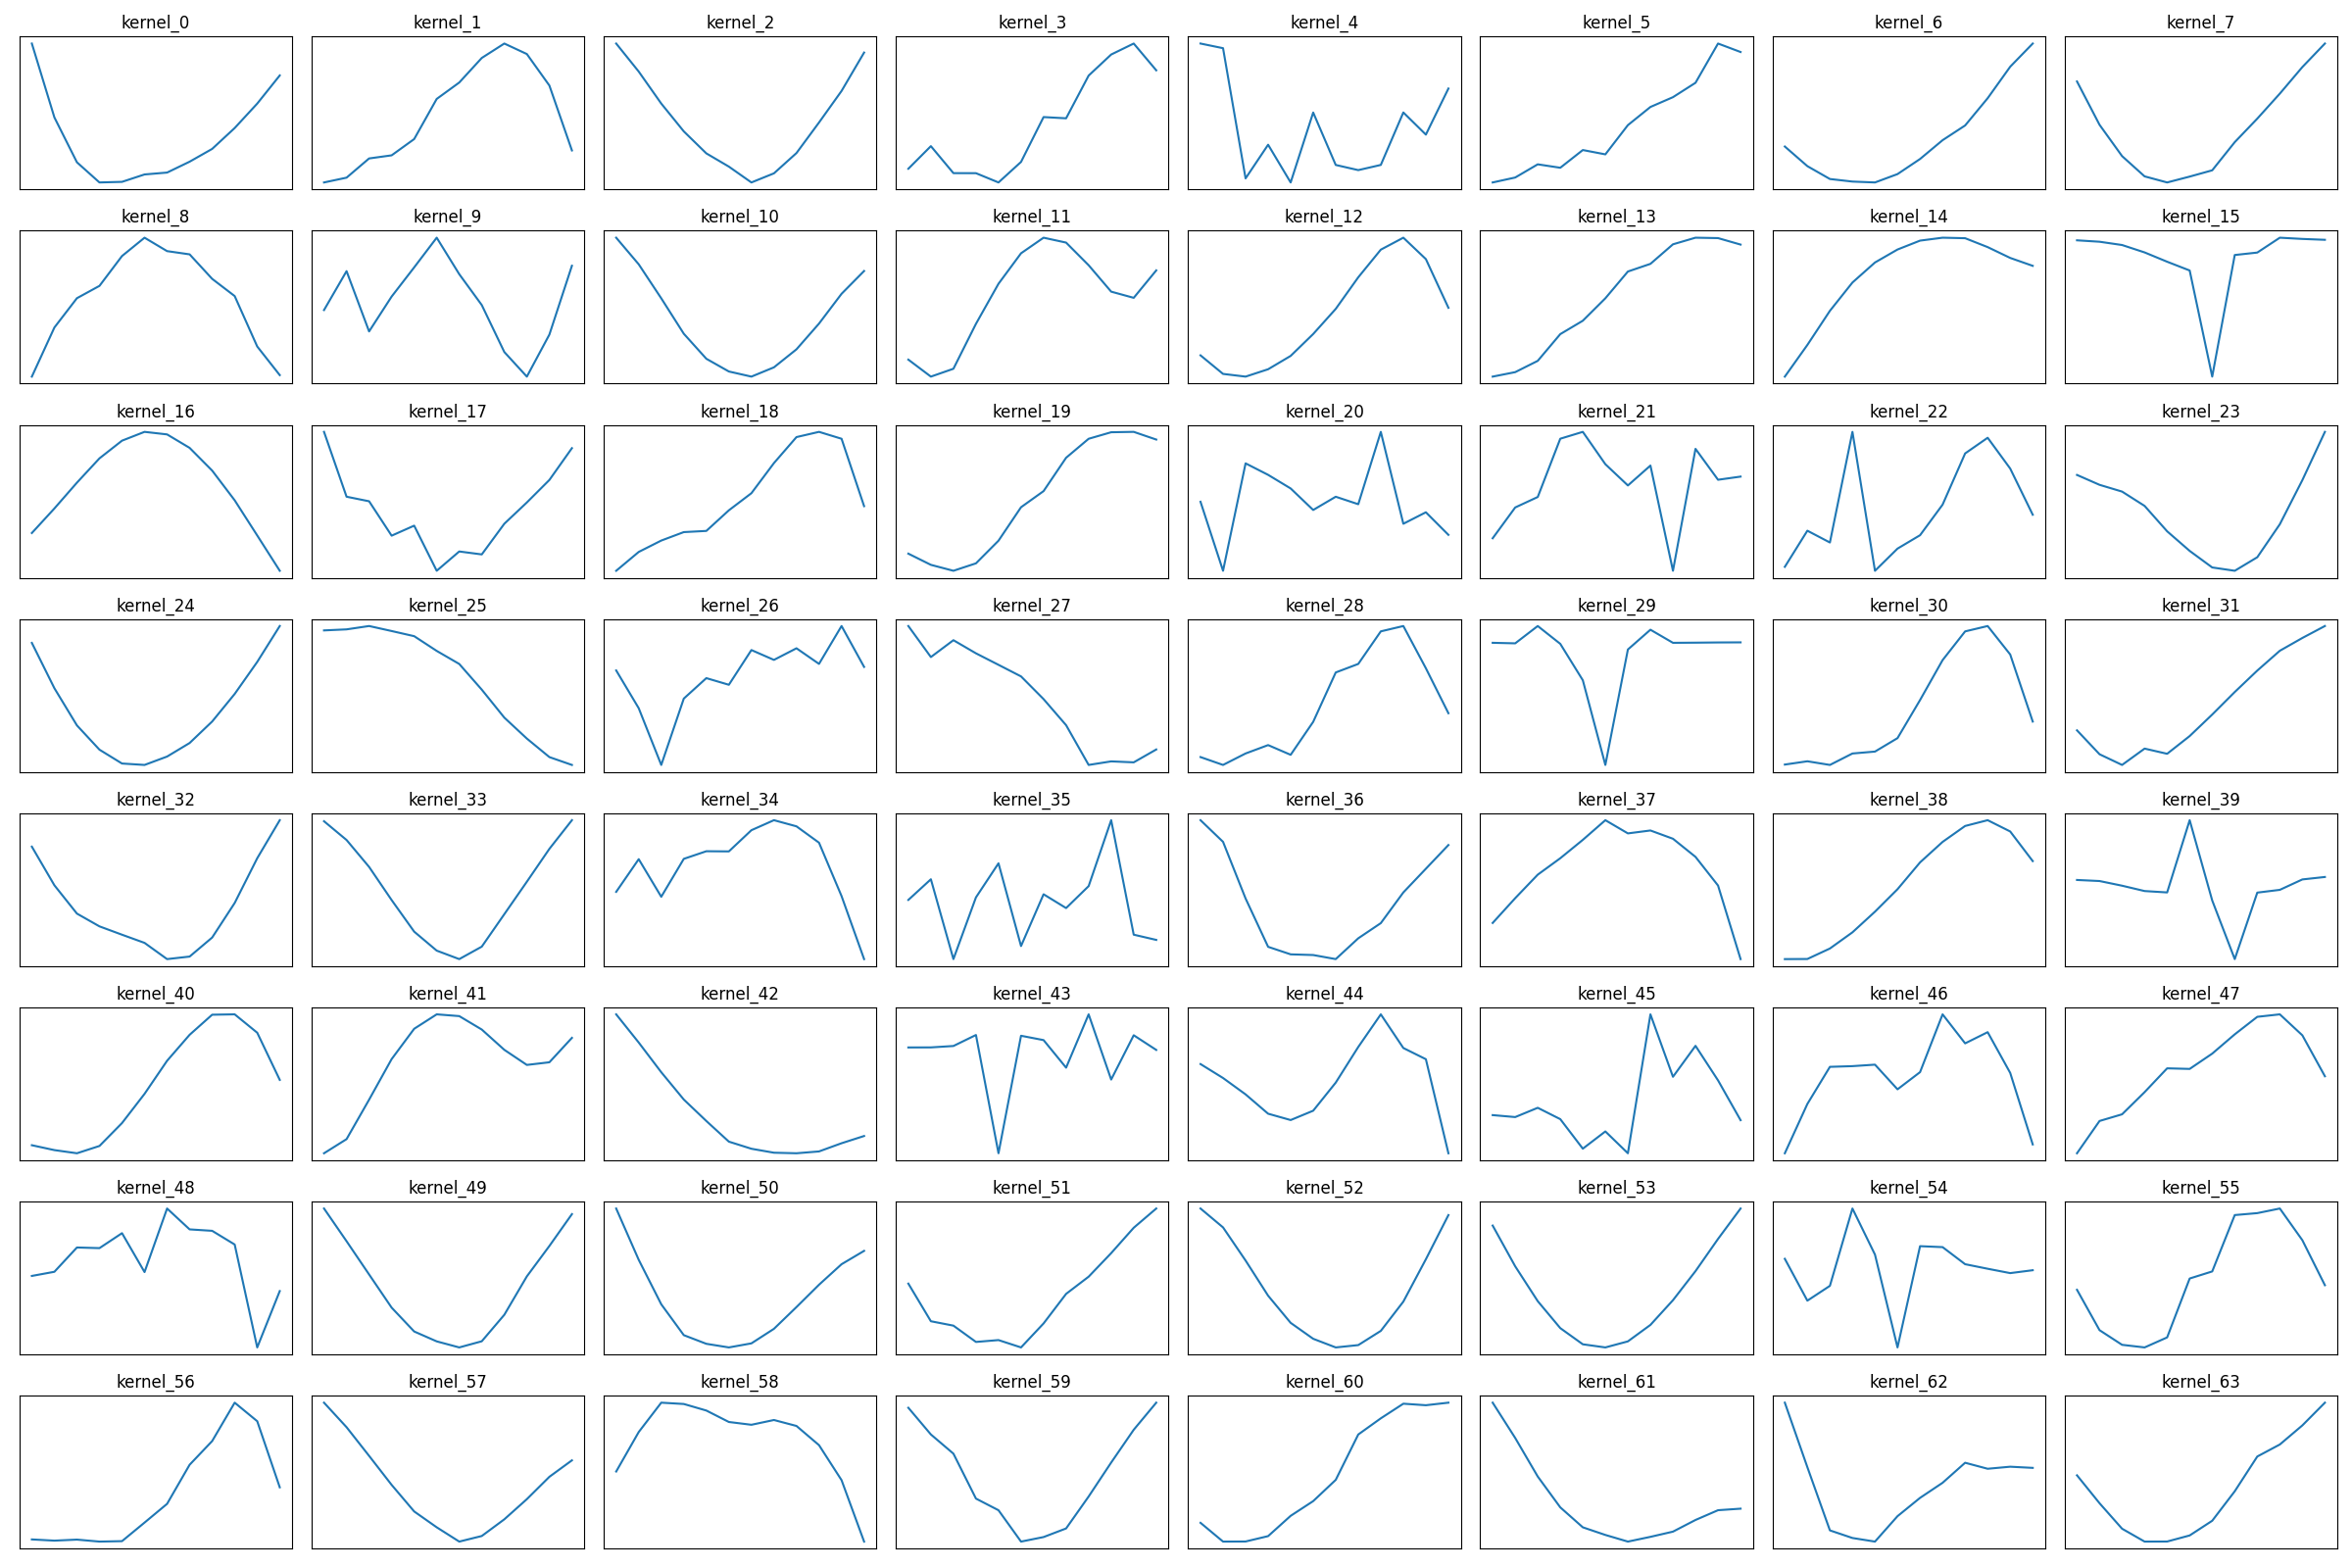 kernel_0 kernel_1 kernel_2 kernel_3 kernel_4 kernel_5 kernel_6 kernel_7
kernel_8 kernel_9 kernel_10 kernel_11 kernel_12 kernel_13 kernel_14 kernel_15
kernel_16 kernel_17 kernel_18 kernel_19 kernel_20 kernel_21 kernel_22 kernel_23
kernel_24 kernel_25 kernel_26 kernel_27 kernel_28 kernel_29 kernel_30 kernel_31
kernel_32 kernel_33 kernel_34 kernel_35 kernel_36 kernel_37 kernel_38 kernel_39
kernel_40 kernel_41 kernel_42 kernel_43 kernel_44 kernel_45 kernel_46 kernel_47
kernel_48 kernel_49 kernel_50 kernel_51 kernel_52 kernel_53 kernel_54 kernel_55
kernel_56 kernel_57 kernel_58 kernel_59 kernel_60 kernel_61 kernel_62 kernel_63